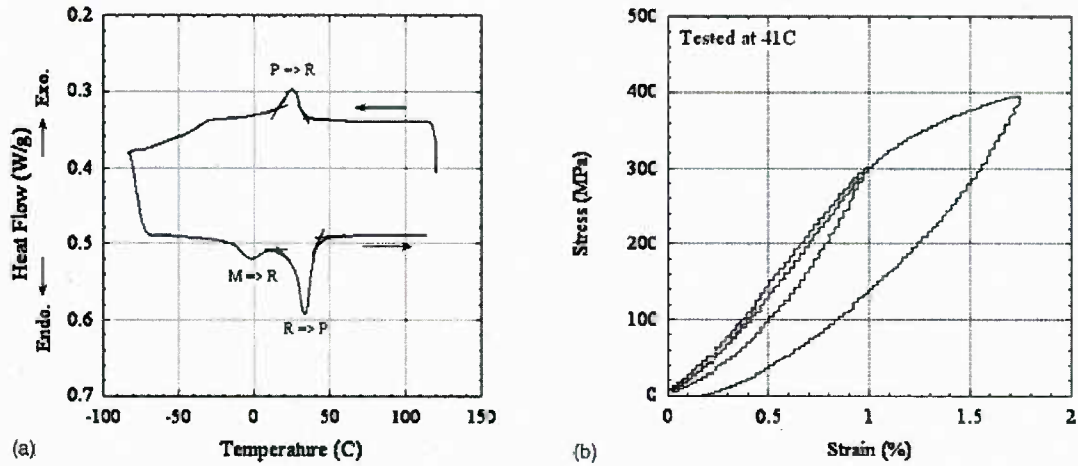 0.2
0.3
0.4
0.5
0.6
0.7
Endo. Heat Flow (W/g) Exo.
P => R
M => R
R => P
-100 -50 0 50 100 150
Temperature (C)
(a)
Tested at 41C
500
400
300
200
100
0
Stress (MPa)
0 0.5 1 1.5 2
Strain (%)
(b)